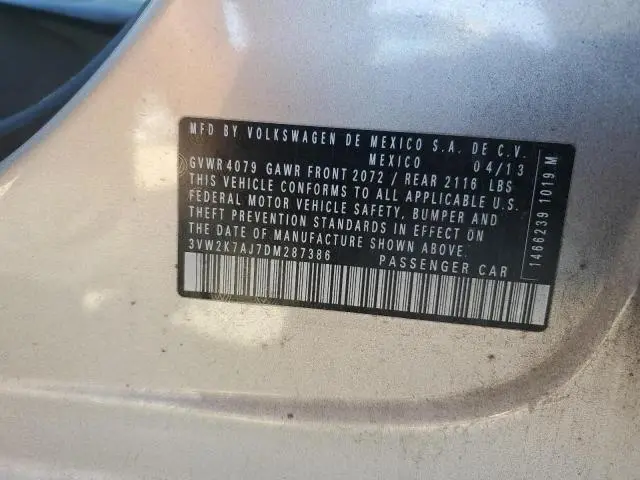 MFD BY VOLKSWAGEN DE MEXICO S.A. DE C.V.
MEXICO 04/13
GVWR 4079 GAWR FRONT 2072 / REAR 2116 LBS
THIS VEHICLE CONFORMS TO ALL APPLICABLE U.S.
FEDERAL MOTOR VEHICLE SAFETY, BUMPER AND
THEFT PREVENTION STANDARDS IN EFFECT ON
THE DATE OF MANUFACTURE SHOWN ABOVE.
3VW2K7AJ7DM287386 PASSENGER CAR
1466239 1019 M